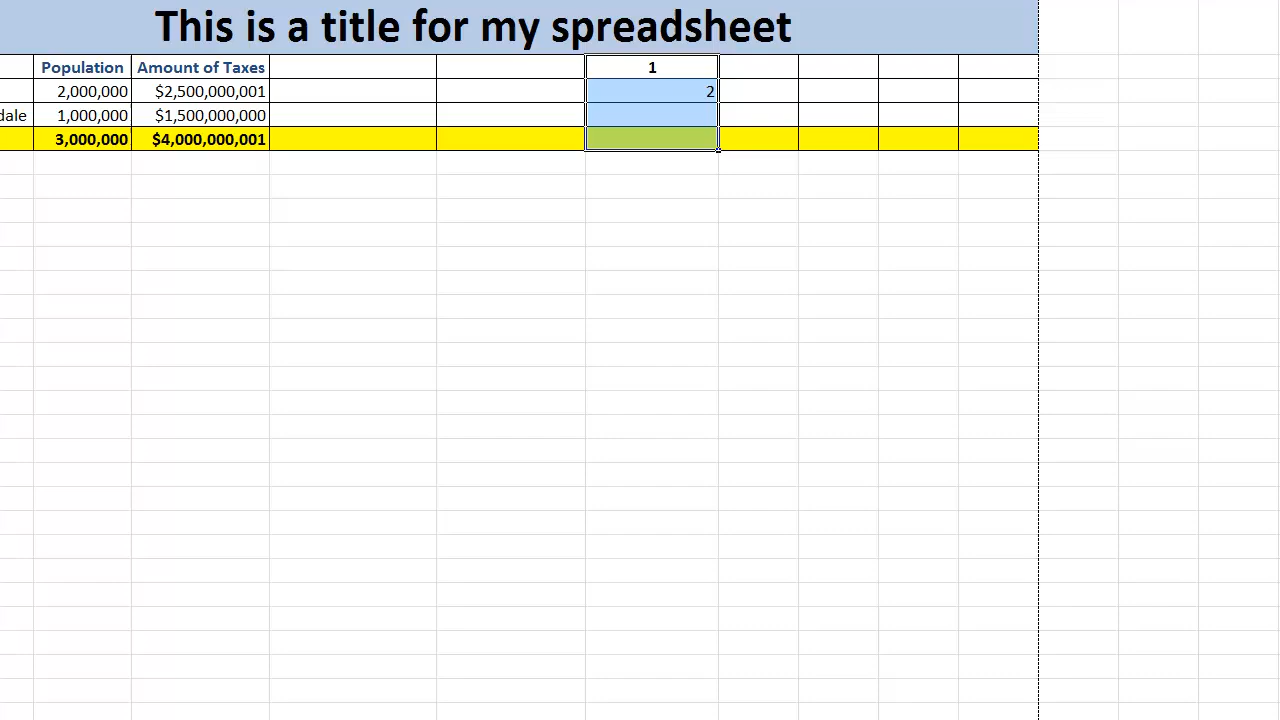 This is a title for my spreadsheet
Population Amount of Taxes 1
2,000,000 $2,500,000,001 2
dale 1,000,000 $1,500,000,000
3,000,000 $4,000,000,001